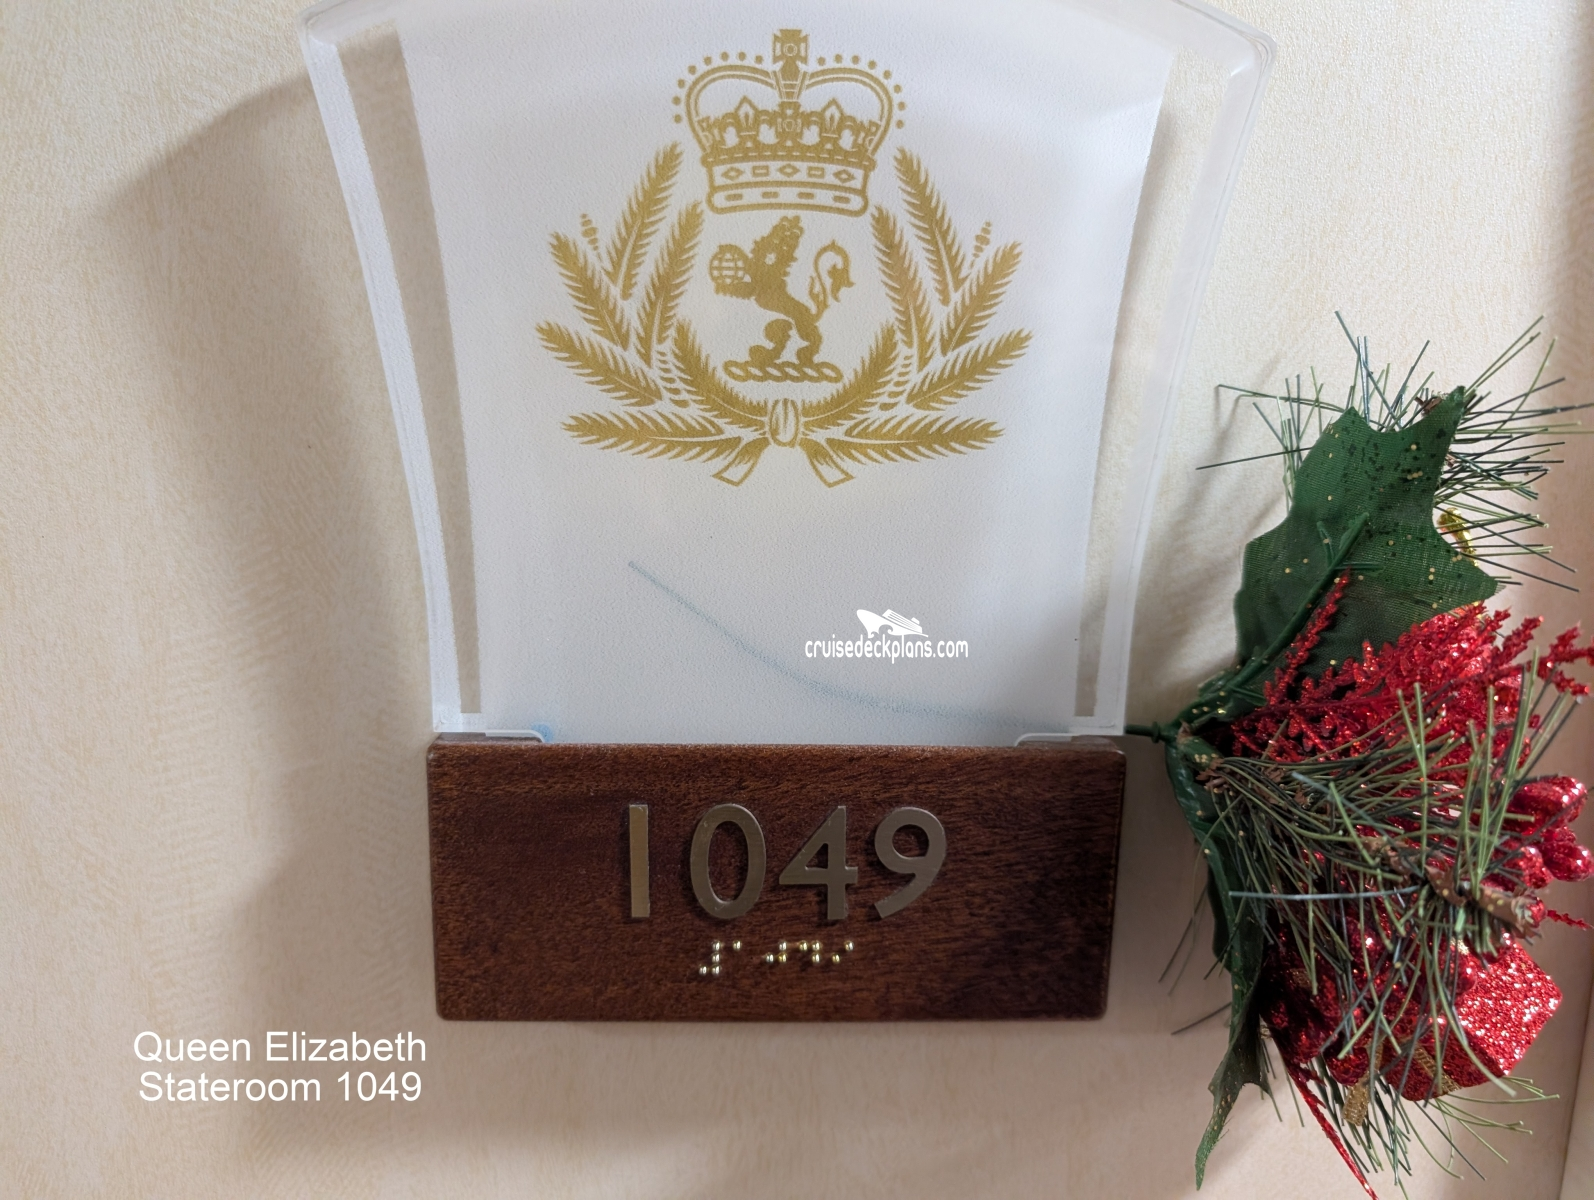 cruisedeckplans.com
1049
⠼⠁⠚⠙⠊
Queen Elizabeth
Stateroom 1049